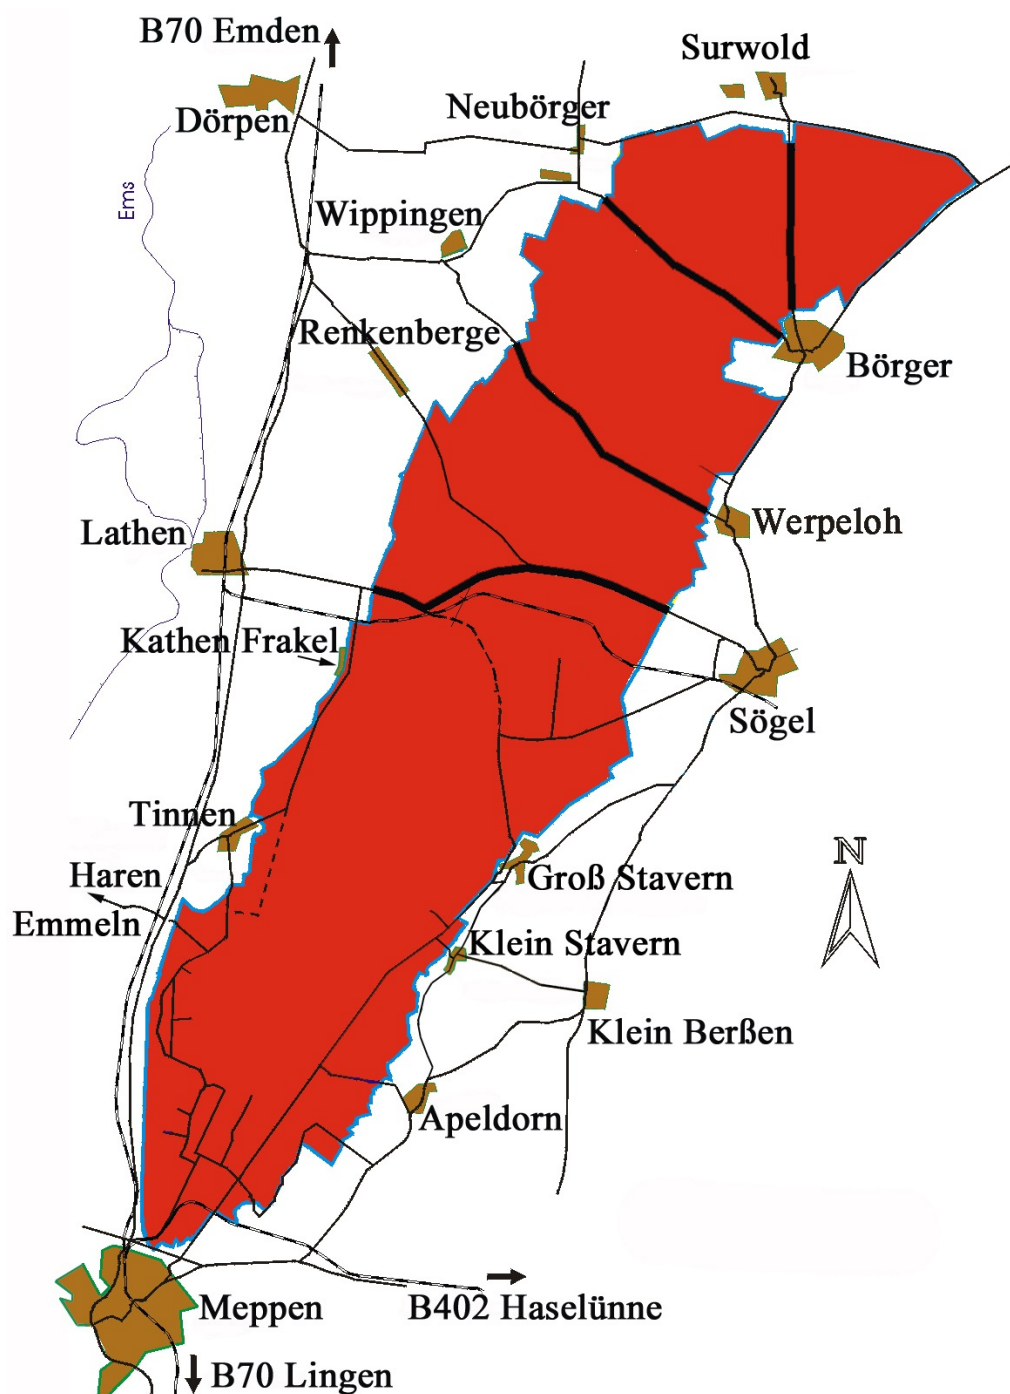 B70 Emden
Surwold
Neubörger
Dörpen
Ems
Wippingen
Renkenberge
Börger
Lathen
Werpeloh
Kathen Frakel
Sögel
Tinnen
N
Haren
Groß Stavern
Emmeln
Klein Stavern
Klein Berßen
Apeldorn
Meppen
B402 Haselünne
B70 Lingen